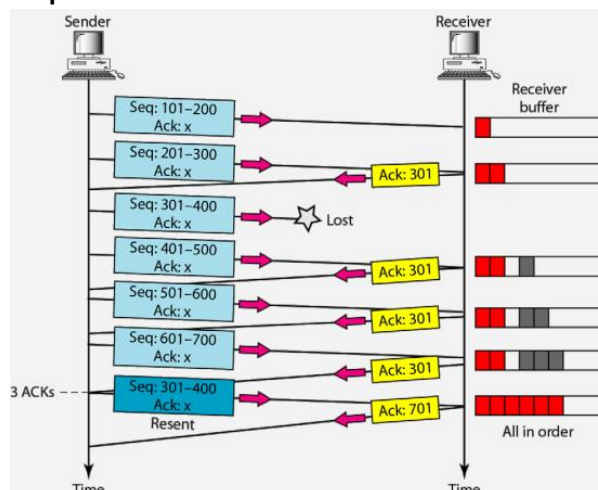 Sender
Receiver
Receiver
buffer
Seq: 101–200
Ack: x
Seq: 201–300
Ack: x
Ack: 301
Seq: 301–400
Ack: x
Lost
Seq: 401–500
Ack: x
Ack: 301
Seq: 501–600
Ack: x
Ack: 301
Seq: 601–700
Ack: x
Ack: 301
3 ACKs
Seq: 301–400
Ack: x
Resent
Ack: 701
All in order
Time
Time